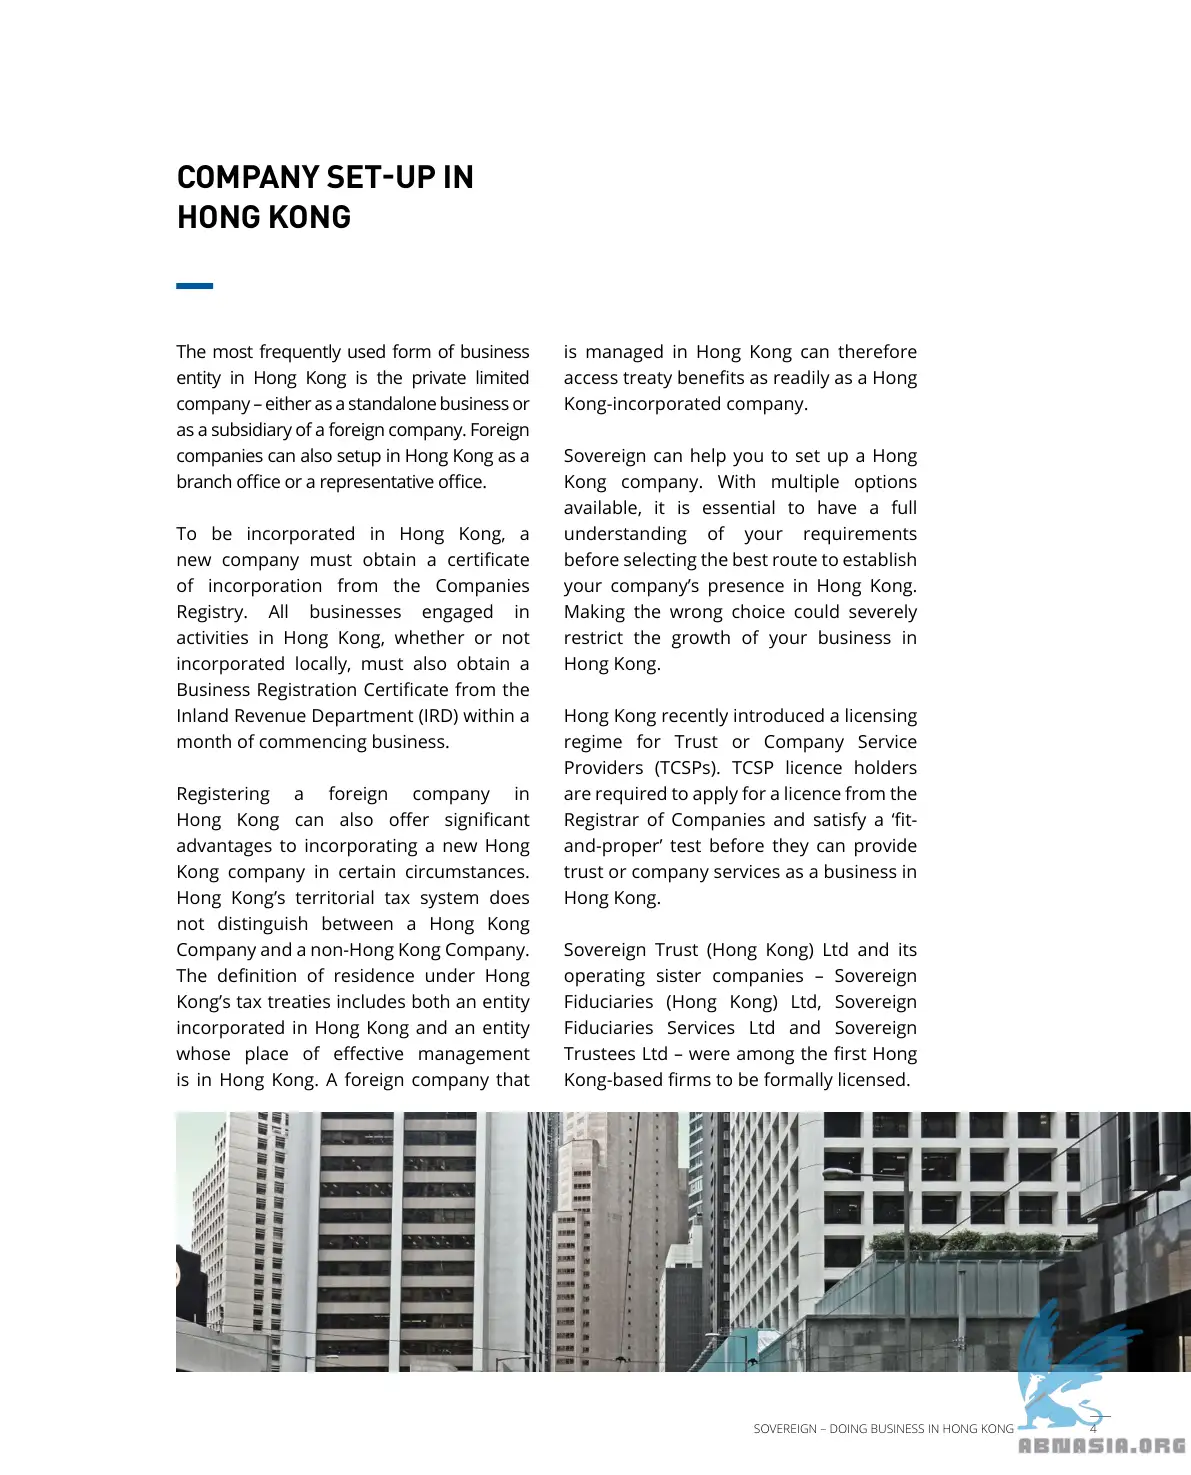 COMPANY SET-UP IN
HONG KONG
The most frequently used form of business
entity in Hong Kong is the private limited
company – either as a standalone business or
as a subsidiary of a foreign company. Foreign
companies can also setup in Hong Kong as a
branch office or a representative office.
To be incorporated in Hong Kong, a
new company must obtain a certificate
of incorporation from the Companies
Registry. All businesses engaged in
activities in Hong Kong, whether or not
incorporated locally, must also obtain a
Business Registration Certificate from the
Inland Revenue Department (IRD) within a
month of commencing business.
Registering a foreign company in
Hong Kong can also offer significant
advantages to incorporating a new Hong
Kong company in certain circumstances.
Hong Kong’s territorial tax system does
not distinguish between a Hong Kong
Company and a non-Hong Kong Company.
The definition of residence under Hong
Kong’s tax treaties includes both an entity
incorporated in Hong Kong and an entity
whose place of effective management
is in Hong Kong. A foreign company that
is managed in Hong Kong can therefore
access treaty benefits as readily as a Hong
Kong-incorporated company.
Sovereign can help you to set up a Hong
Kong company. With multiple options
available, it is essential to have a full
understanding of your requirements
before selecting the best route to establish
your company’s presence in Hong Kong.
Making the wrong choice could severely
restrict the growth of your business in
Hong Kong.
Hong Kong recently introduced a licensing
regime for Trust or Company Service
Providers (TCSPs). TCSP licence holders
are required to apply for a licence from the
Registrar of Companies and satisfy a ‘fit-
and-proper’ test before they can provide
trust or company services as a business in
Hong Kong.
Sovereign Trust (Hong Kong) Ltd and its
operating sister companies – Sovereign
Fiduciaries (Hong Kong) Ltd, Sovereign
Fiduciaries Services Ltd and Sovereign
Trustees Ltd – were among the first Hong
Kong-based firms to be formally licensed.
SOVEREIGN – DOING BUSINESS IN HONG KONG
4
ABNASIA.ORG